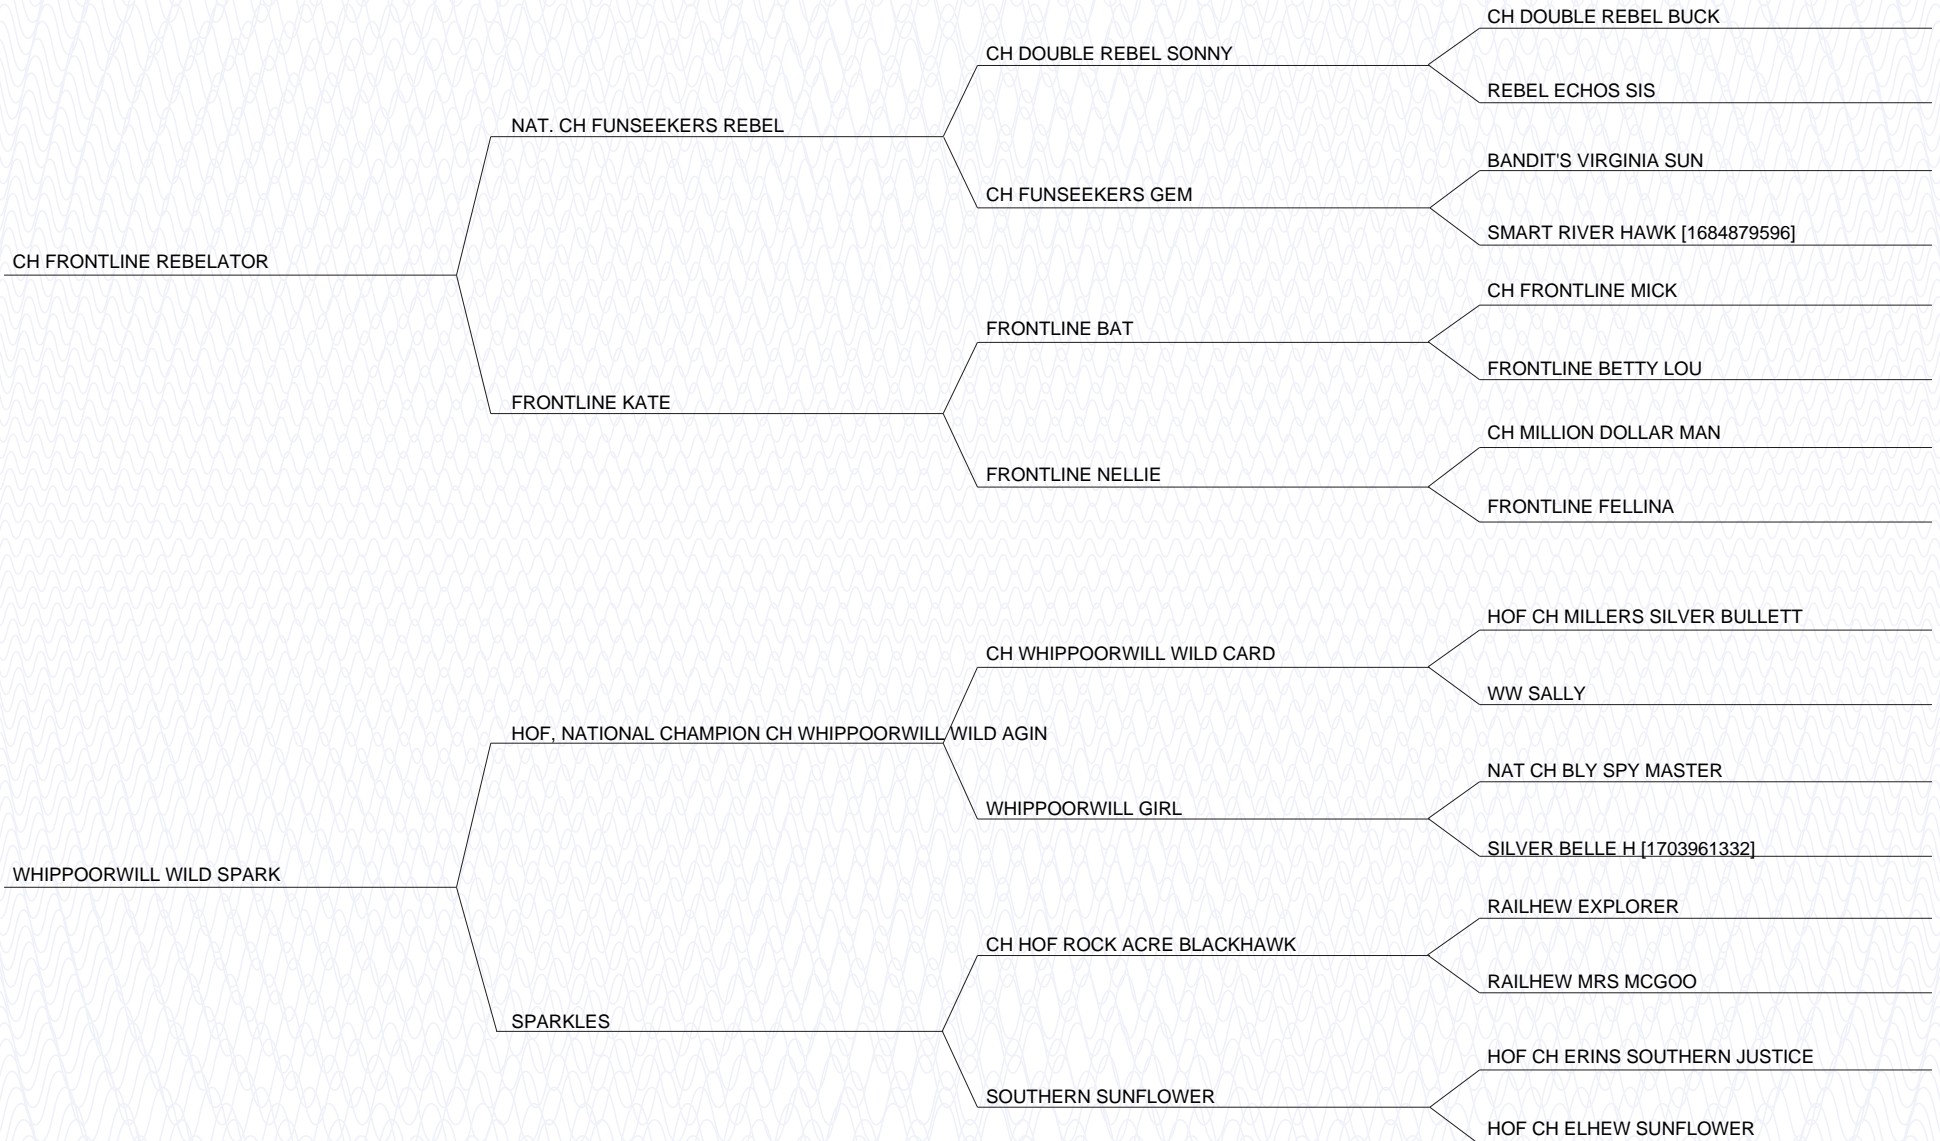 CH DOUBLE REBEL BUCK
CH DOUBLE REBEL SONNY
REBEL ECHOS SIS
NAT. CH FUNSEEKERS REBEL
BANDIT'S VIRGINIA SUN
CH FUNSEEKERS GEM
SMART RIVER HAWK [1684879596]
CH FRONTLINE REBELATOR
CH FRONTLINE MICK
FRONTLINE BAT
FRONTLINE BETTY LOU
FRONTLINE KATE
CH MILLION DOLLAR MAN
FRONTLINE NELLIE
FRONTLINE FELLINA
HOF CH MILLERS SILVER BULLETT
CH WHIPPOORWILL WILD CARD
WW SALLY
HOF, NATIONAL CHAMPION CH WHIPPOORWILL WILD AGIN
NAT CH BLY SPY MASTER
WHIPPOORWILL GIRL
SILVER BELLE H [1703961332]
WHIPPOORWILL WILD SPARK
RAILHEW EXPLORER
CH HOF ROCK ACRE BLACKHAWK
RAILHEW MRS MCGOO
SPARKLES
HOF CH ERINS SOUTHERN JUSTICE
SOUTHERN SUNFLOWER
HOF CH ELHEW SUNFLOWER